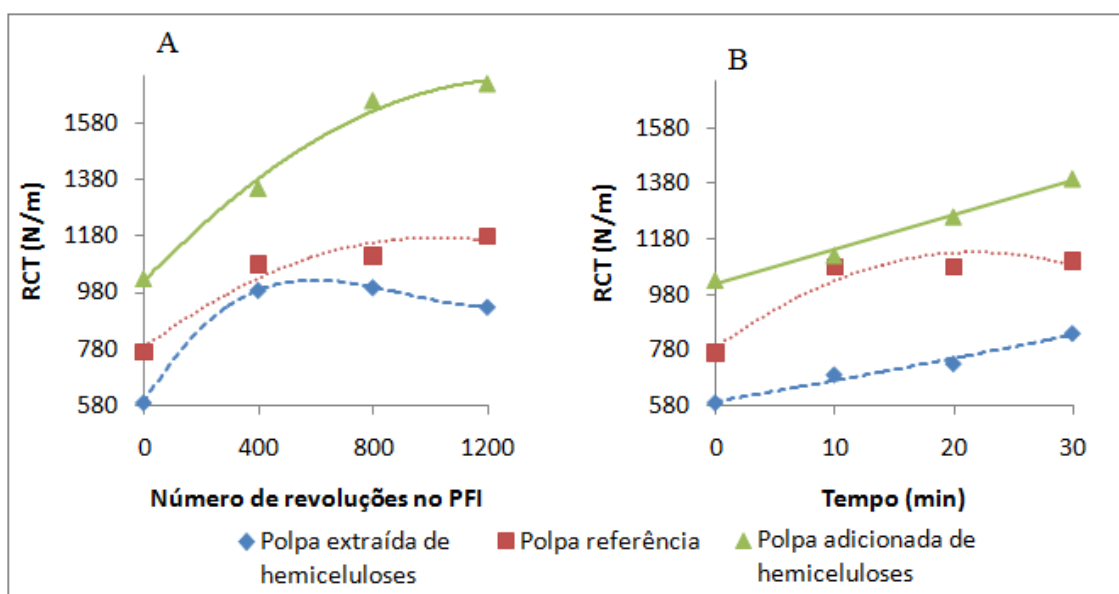 A
RCT (N/m)
1580
1380
1180
980
780
580
0 400 800 1200
Número de revoluções no PFI
B
RCT (N/m)
1580
1380
1180
980
780
580
0 10 20 30
Tempo (min)
Polpa extraída de
hemiceluloses
Polpa referência
Polpa adicionada de
hemiceluloses